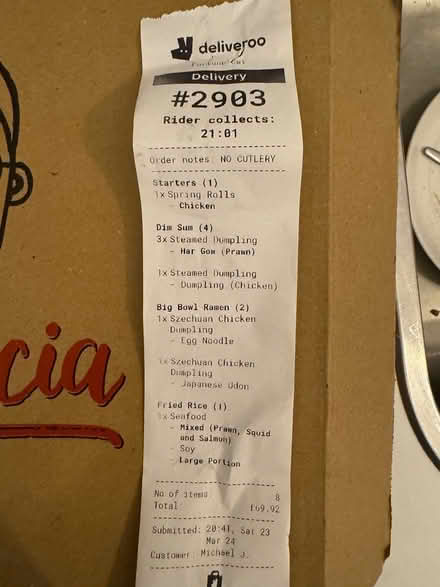 deliveroo
Delivery
#2903
Rider collects:
21:01
Order notes: NO CUTLERY
Starters (1)
1x Spring Rolls
- Chicken
Dim Sum (4)
3x Steamed Dumpling
- Har Gow (Prawn)
1x Steamed Dumpling
- Dumpling (Chicken)
Big Bowl Ramen (2)
1x Szechuan Chicken
Dumpling
- Egg Noodle
1x Szechuan Chicken
Dumpling
- Japanese Udon
Fried Rice (1)
1x Seafood
- Mixed (Prawn, Squid
and Salmon)
- Soy
- Large Portion
No of items 8
Total £69.92
Submitted: 20:41, Sat 23
Mar 24
Customer: Michael J.
cia